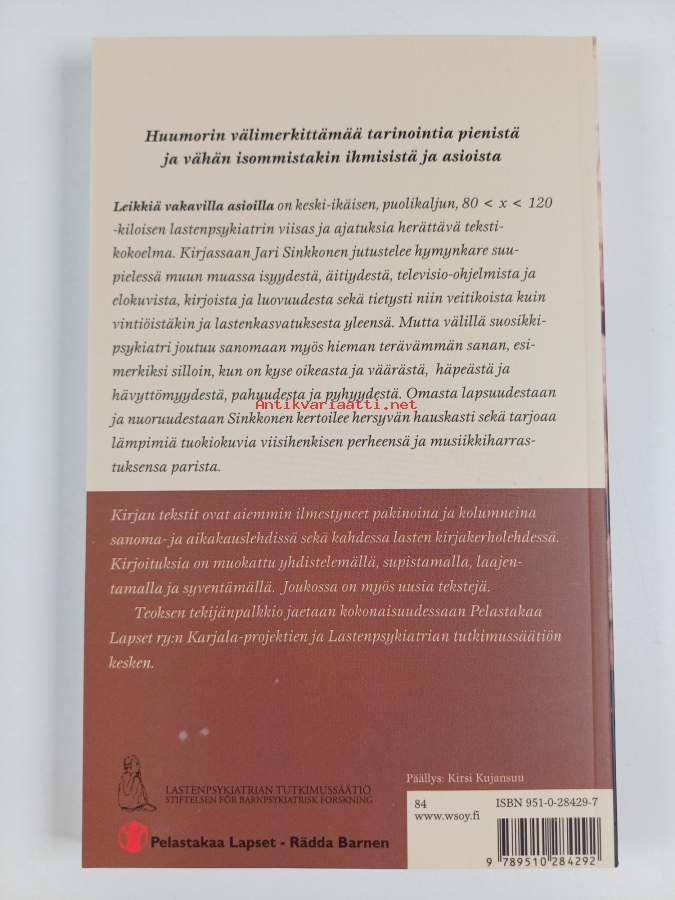 Huumorin välimerkittämää tarinointia pienistä
ja vähän isommistakin ihmisistä ja asioista
Leikkiä vakavilla asioilla on keski-ikäisen, puolikaljun, 80 < x < 120
-kiloisen lastenpsykiatrin viisas ja ajatuksia herättävä teksti-
kokoelma. Kirjassaan Jari Sinkkonen jutustelee hymynkare suu-
pielessä muun muassa isyydestä, äitiydestä, televisio-ohjelmista ja
elokuvista, kirjoista ja luovuudesta sekä tietysti niin veitikoista kuin
vintiöistäkin ja lastenkasvatuksesta yleensä. Mutta välillä suosikki-
psykiatri joutuu sanomaan myös hieman terävämmän sanan, esi-
merkiksi silloin, kun on kyse oikeasta ja väärästä, häpeästä ja
hävyttömyydestä, pahuudesta ja pyhyydestä. Omasta lapsuudestaan
Antikvariaatti.net
ja nuoruudestaan Sinkkonen kertoilee hersyvän hauskasti sekä tarjoaa
lämpimiä tuokiokuvia viisihenkisen perheensä ja musiikkiharras-
tuksensa parista.
Kirjan tekstit ovat aiemmin ilmestyneet pakinoina ja kolumneina
sanoma- ja aikakauslehdissä sekä kahdessa lasten kirjakerholehdessä.
Kirjoituksia on muokattu yhdistelemällä, supistamalla, laajen-
tamalla ja syventämällä. Joukossa on myös uusia tekstejä.
Teoksen tekijänpalkkio jaetaan kokonaisuudessaan Pelastakaa
Lapset ry:n Karjala-projektien ja Lastenpsykiatrian tutkimussäätiön
kesken.
Päällys: Kirsi Kujansuu
LASTENPSYKIATRIAN TUTKIMUSSÄÄTIÖ
STIFTELSEN FÖR BARNPSYKIATRISK FORSKNING
Pelastakaa Lapset - Rädda Barnen
84
www.wsoy.fi
ISBN 951-0-28429-7
9 789510 284292